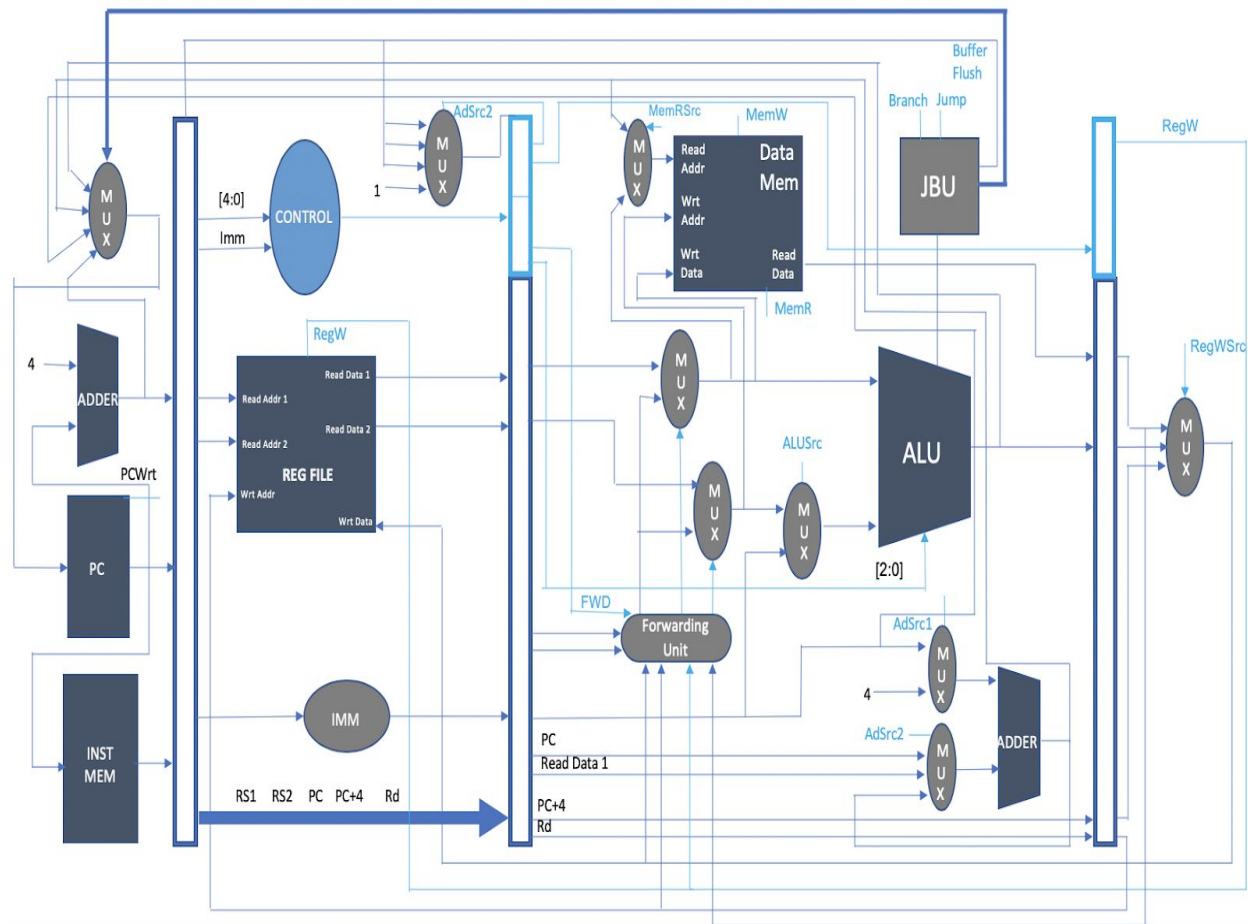 Buffer
Flush
Branch
Jump
AdSrc2
MemRSrc
MemW
RegW
M
U
X
[4:0]
Imm
CONTROL
1
M
U
X
M
U
X
Read
Addr
Data
Mem
Wrt
Addr
Wrt
Data
Read
Data
MemR
JBU
RegW
4
ADDER
Read Data 1
Read Addr 1
Read Data 2
Read Addr 2
REG FILE
Wrt Addr
Wrt Data
M
U
X
M
U
X
ALUSrc
M
U
X
ALU
[2:0]
RegWSrc
M
U
X
PCWrt
PC
FWD
Forwarding
Unit
AdSrc1
M
U
X
4
IMM
INST
MEM
PC
Read Data 1
AdSrc2
M
U
X
ADDER
RS1 RS2 PC PC+4 Rd
PC+4
Rd